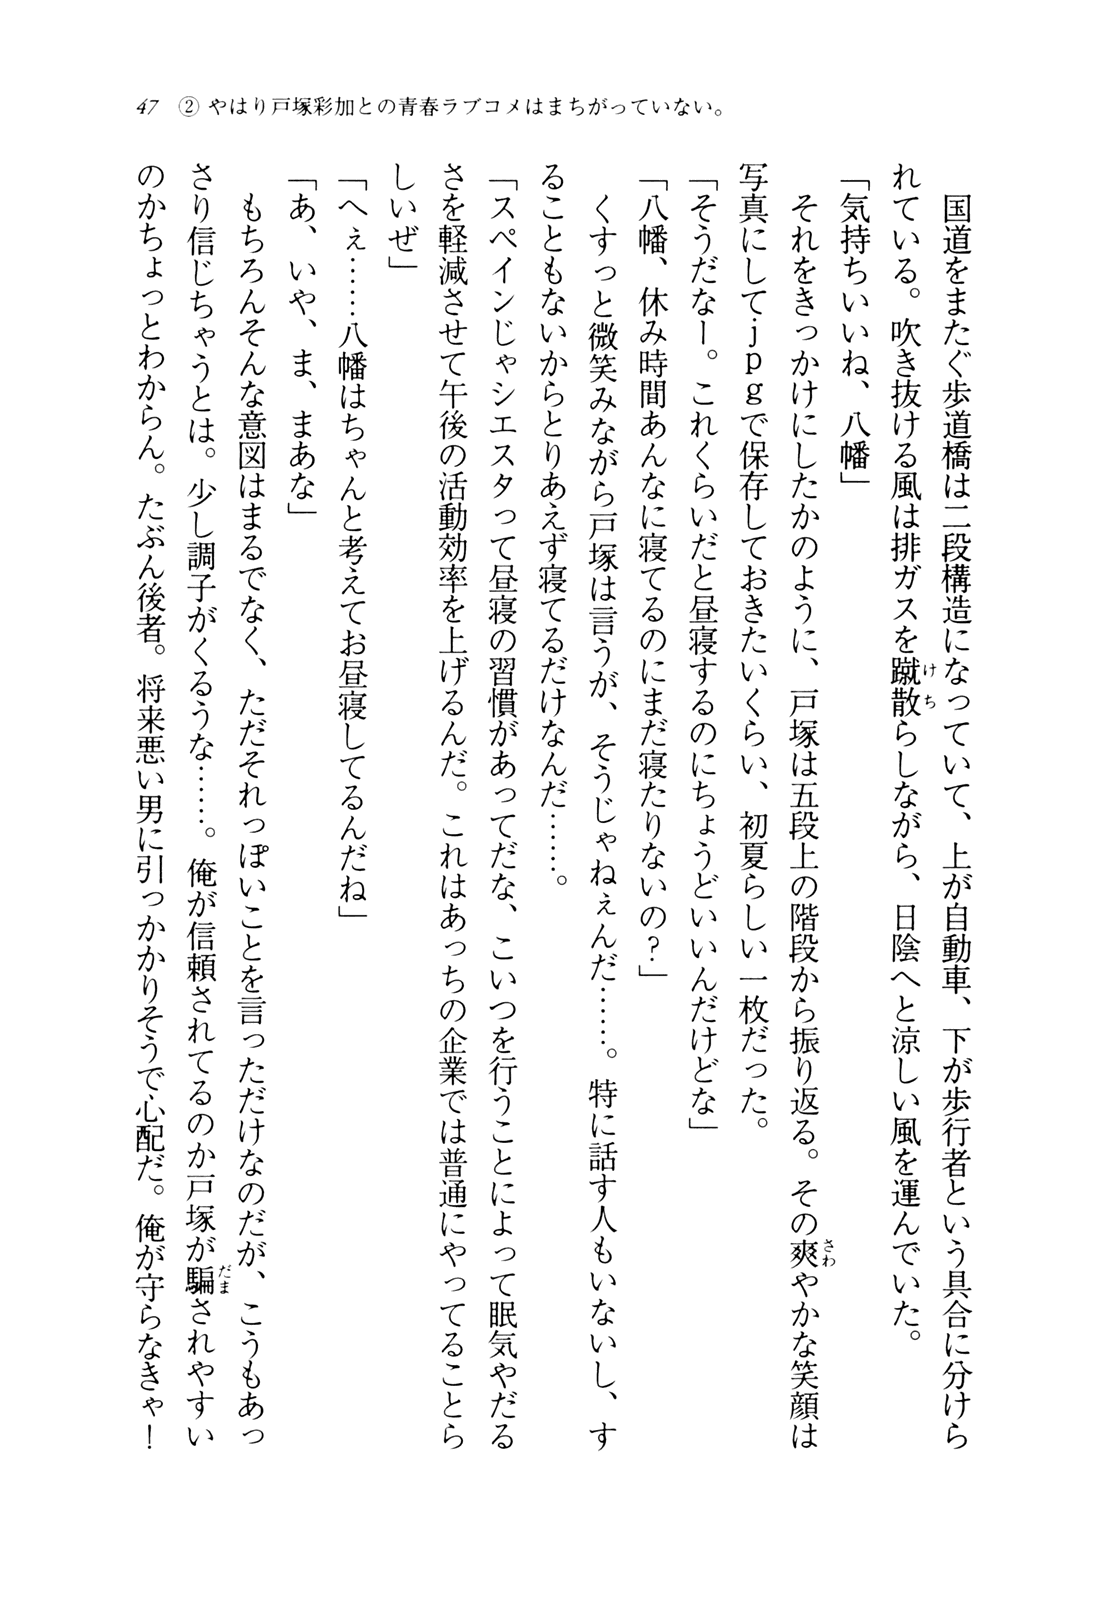 47 ② やはり戸塚彩加との青春ラブコメはまちがっていない。
　国道をまたぐ歩道橋は二段構造になっていて、上が自動車、下が歩行者という具合に分けら
れている。吹き抜ける風は排ガスを蹴散らしながら、日陰へと涼しい風を運んでいた。
「気持ちいいね、八幡」
　それをきっかけにしたかのように、戸塚は五段上の階段から振り返る。その爽やかな笑顔は
写真にしてｊｐｇで保存しておきたいくらい、初夏らしい一枚だった。
「そうだなー。これくらいだと昼寝するのにちょうどいいんだけどな」
「八幡、休み時間あんなに寝てるのにまだ寝たりないの？」
　くすっと微笑みながら戸塚は言うが、そうじゃねぇんだ……。特に話す人もいないし、す
ることもないからとりあえず寝てるだけなんだ……。
「スペインじゃシエスタって昼寝の習慣があってだな、こいつを行うことによって眠気やだる
さを軽減させて午後の活動効率を上げるんだ。これはあっちの企業では普通にやってることら
しいぜ」
「へぇ……八幡はちゃんと考えてお昼寝してるんだね」
「あ、いや、ま、まあな」
　もちろんそんな意図はまるでなく、ただそれっぽいことを言っただけなのだが、こうもあっ
さり信じちゃうとは。少し調子がくるうな……。俺が信頼されてるのか戸塚が騙されやすい
のかちょっとわからん。たぶん後者。将来悪い男に引っかかりそうで心配だ。俺が守らなきゃ！
けち
さわ
だま